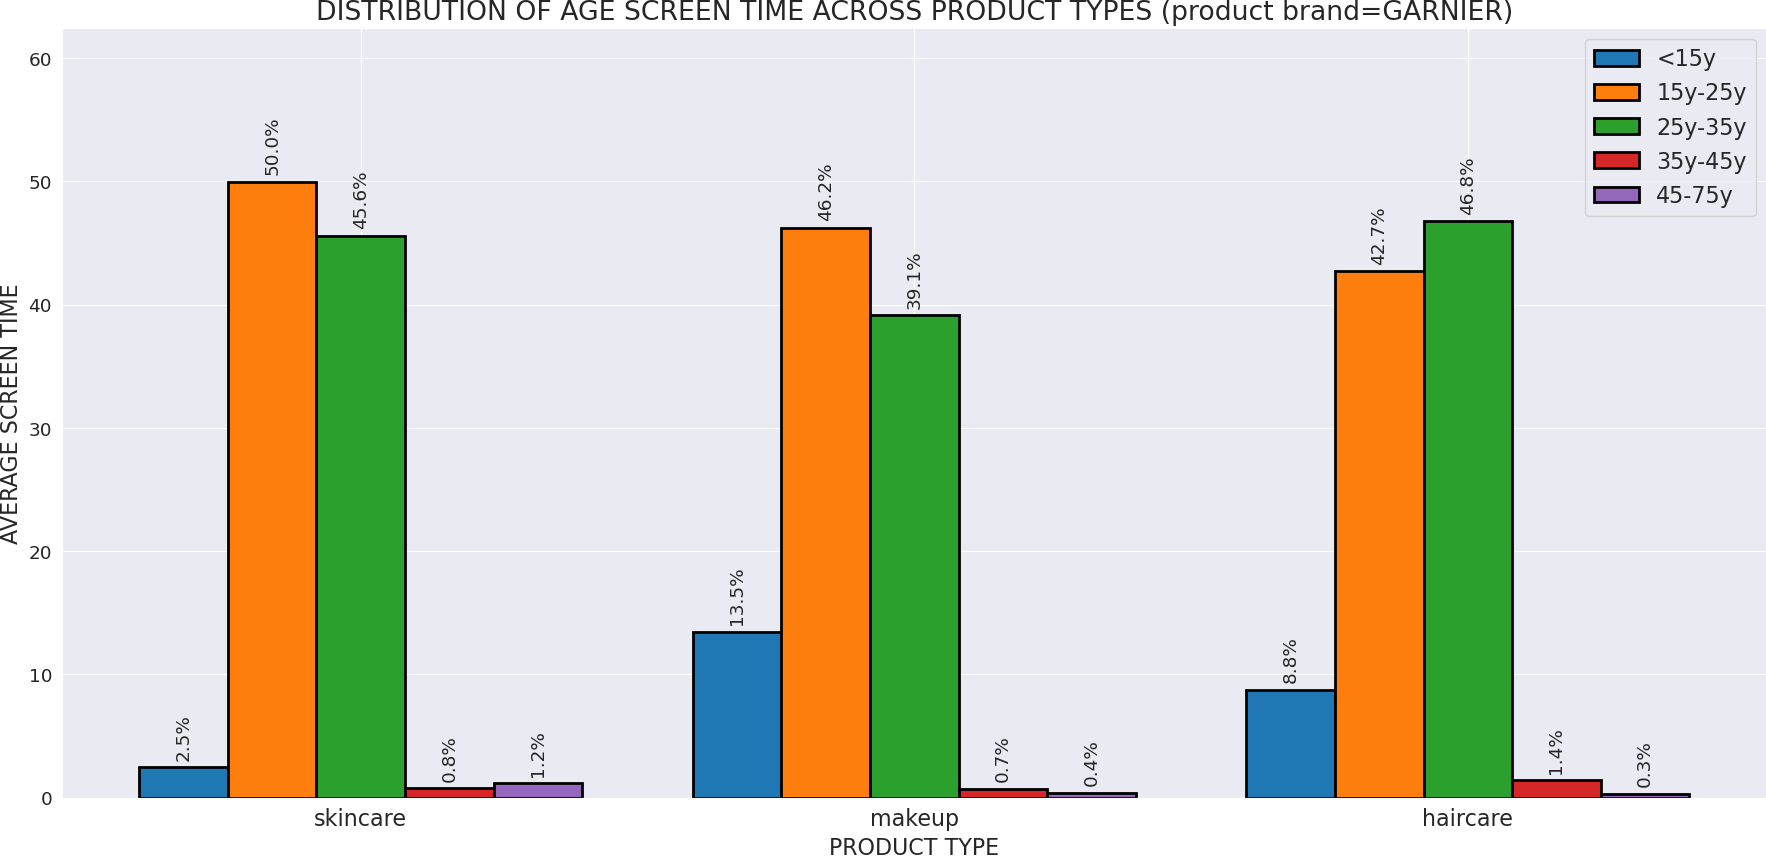 DISTRIBUTION OF AGE SCREEN TIME ACROSS PRODUCT TYPES (product brand=GARNIER)
AVERAGE SCREEN TIME
60
50
40
30
20
10
0
2.5%
50.0%
45.6%
0.8%
1.2%
13.5%
46.2%
39.1%
0.7%
0.4%
8.8%
42.7%
46.8%
1.4%
0.3%
<15y
15y-25y
25y-35y
35y-45y
45-75y
skincare
makeup
haircare
PRODUCT TYPE